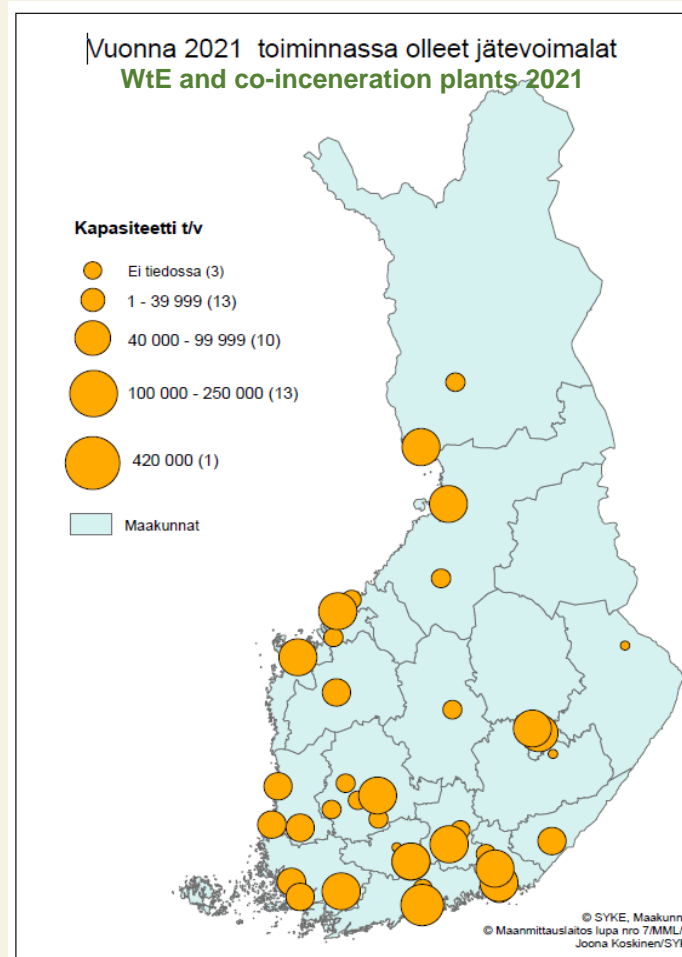 Vuonna 2021 toiminnassa olleet jätevoimalat
WtE and co-inceneration plants 2021
Kapasiteetti t/v
Ei tiedossa (3)
1 - 39 999 (13)
40 000 - 99 999 (10)
100 000 - 250 000 (13)
420 000 (1)
Maakunnat
© SYKE, Maakunn
© Maanmittauslaitos lupa nro 7/MML/
Joona Koskinen/SY